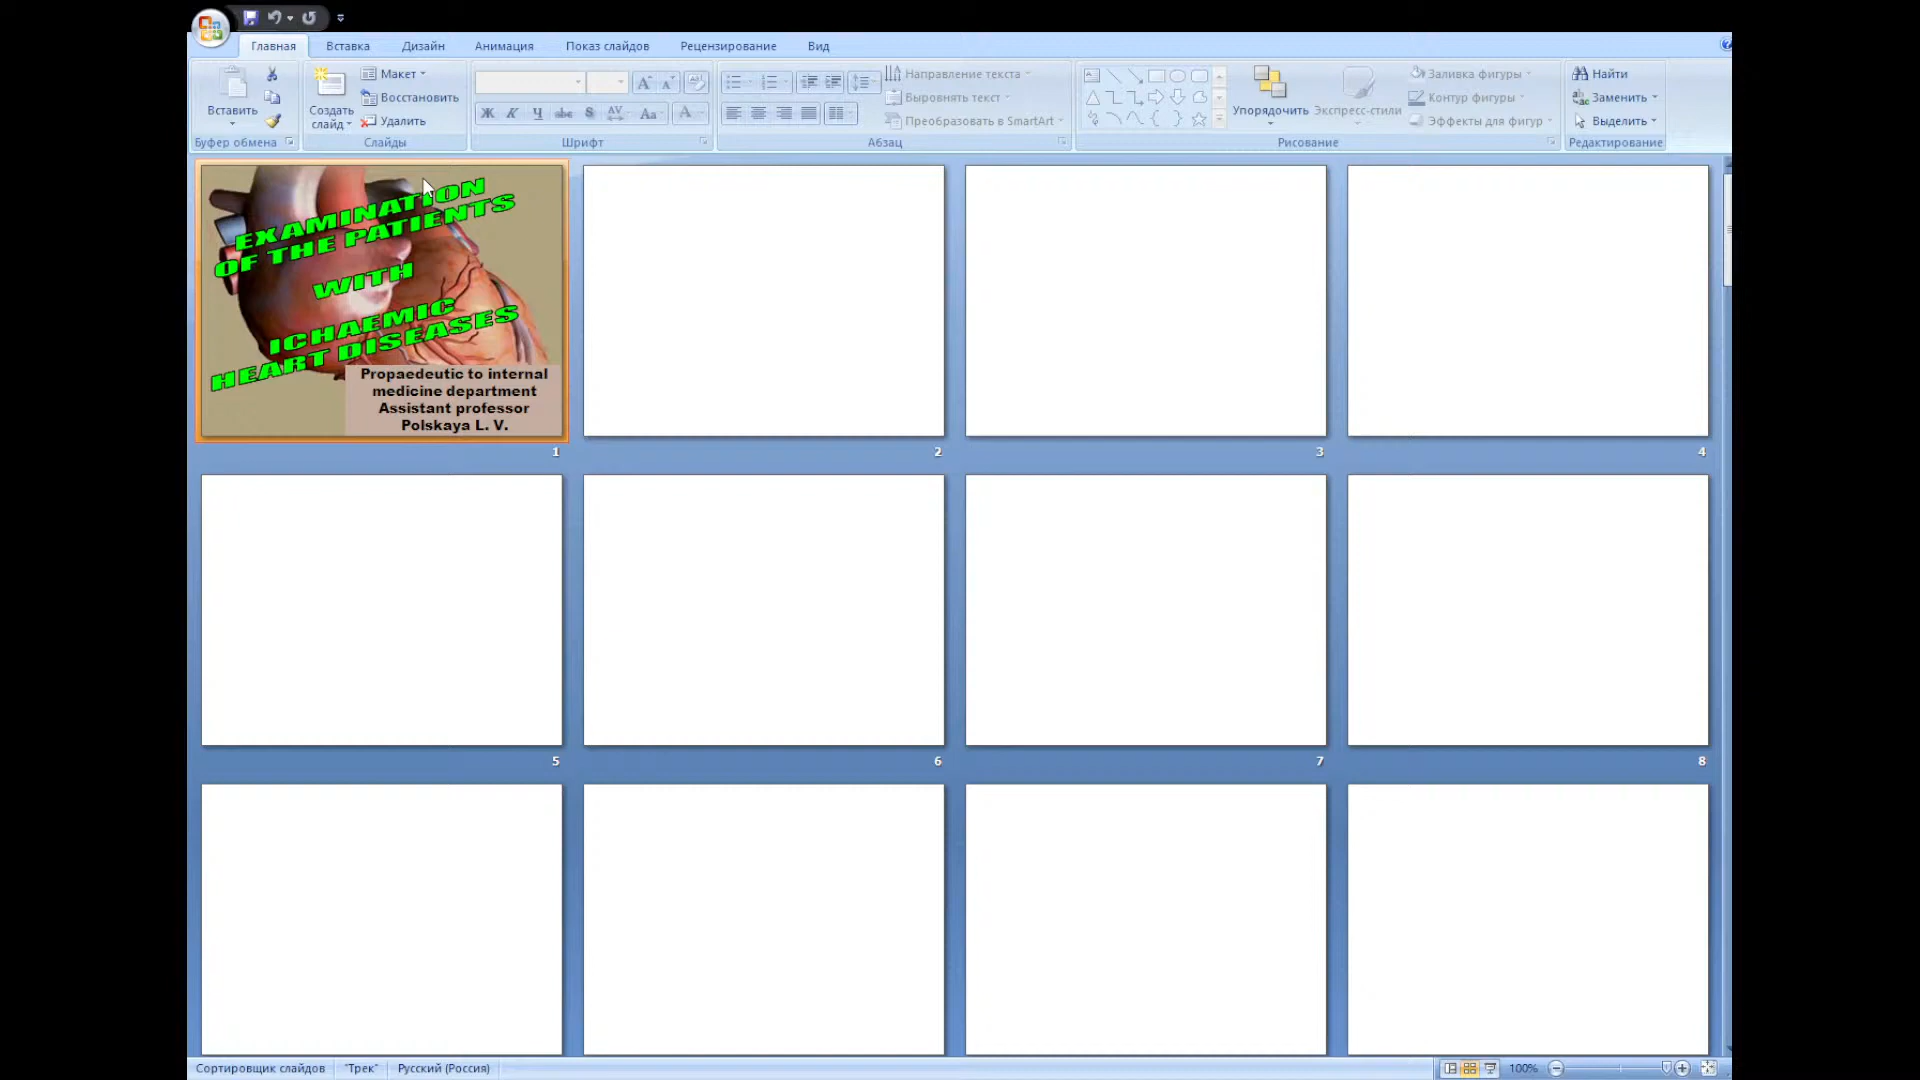 Главная Вставка Дизайн Анимация Показ слайдов Рецензирование Вид
Вставить
Буфер обмена
Создать
слайд
Макет
Восстановить
Удалить
Слайды
Ж К Ч abc S AV Aa A
Шрифт
Направление текста
Выровнять текст
Преобразовать в SmartArt
Абзац
Упорядочить
Экспресс-стили
Заливка фигуры
Контур фигуры
Эффекты для фигур
Рисование
Найти
Заменить
Выделить
Редактирование
EXAMINATION
OF THE PATIENTS
WITH
ICHAEMIC
HEART DISEASES
Propaedeutic to internal
medicine department
Assistant professor
Polskaya L. V.
1 2 3 4
5 6 7 8
Сортировщик слайдов "Трек" Русский (Россия) 100%